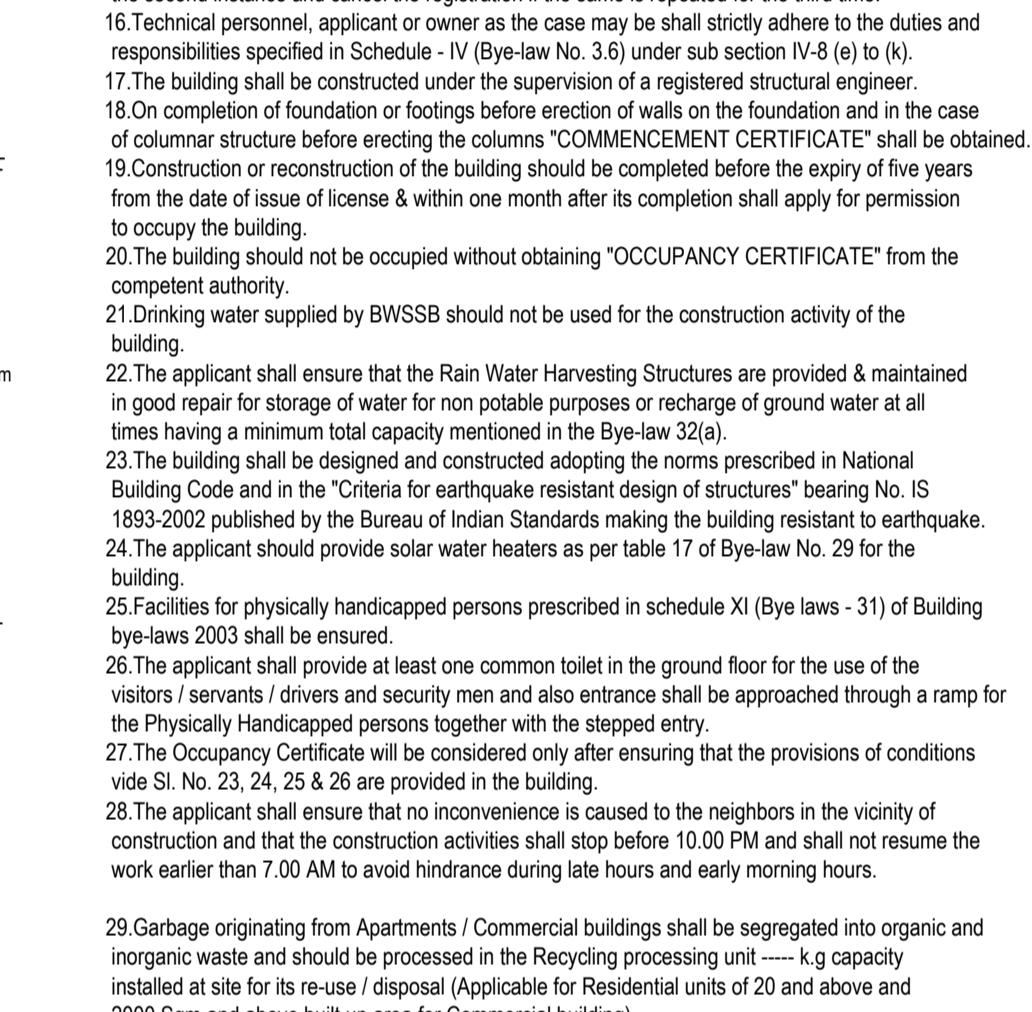 16.Technical personnel, applicant or owner as the case may be shall strictly adhere to the duties and
responsibilities specified in Schedule - IV (Bye-law No. 3.6) under sub section IV-8 (e) to (k).
17.The building shall be constructed under the supervision of a registered structural engineer.
18.On completion of foundation or footings before erection of walls on the foundation and in the case
of columnar structure before erecting the columns "COMMENCEMENT CERTIFICATE" shall be obtained.
19.Construction or reconstruction of the building should be completed before the expiry of five years
from the date of issue of license & within one month after its completion shall apply for permission
to occupy the building.
20.The building should not be occupied without obtaining "OCCUPANCY CERTIFICATE" from the
competent authority.
21.Drinking water supplied by BWSSB should not be used for the construction activity of the
building.
m
22.The applicant shall ensure that the Rain Water Harvesting Structures are provided & maintained
in good repair for storage of water for non potable purposes or recharge of ground water at all
times having a minimum total capacity mentioned in the Bye-law 32(a).
23.The building shall be designed and constructed adopting the norms prescribed in National
Building Code and in the "Criteria for earthquake resistant design of structures" bearing No. IS
1893-2002 published by the Bureau of Indian Standards making the building resistant to earthquake.
24.The applicant should provide solar water heaters as per table 17 of Bye-law No. 29 for the
building.
25.Facilities for physically handicapped persons prescribed in schedule XI (Bye laws - 31) of Building
bye-laws 2003 shall be ensured.
26.The applicant shall provide at least one common toilet in the ground floor for the use of the
visitors / servants / drivers and security men and also entrance shall be approached through a ramp for
the Physically Handicapped persons together with the stepped entry.
27.The Occupancy Certificate will be considered only after ensuring that the provisions of conditions
vide Sl. No. 23, 24, 25 & 26 are provided in the building.
28.The applicant shall ensure that no inconvenience is caused to the neighbors in the vicinity of
construction and that the construction activities shall stop before 10.00 PM and shall not resume the
work earlier than 7.00 AM to avoid hindrance during late hours and early morning hours.
29.Garbage originating from Apartments / Commercial buildings shall be segregated into organic and
inorganic waste and should be processed in the Recycling processing unit ----- k.g capacity
installed at site for its re-use / disposal (Applicable for Residential units of 20 and above and